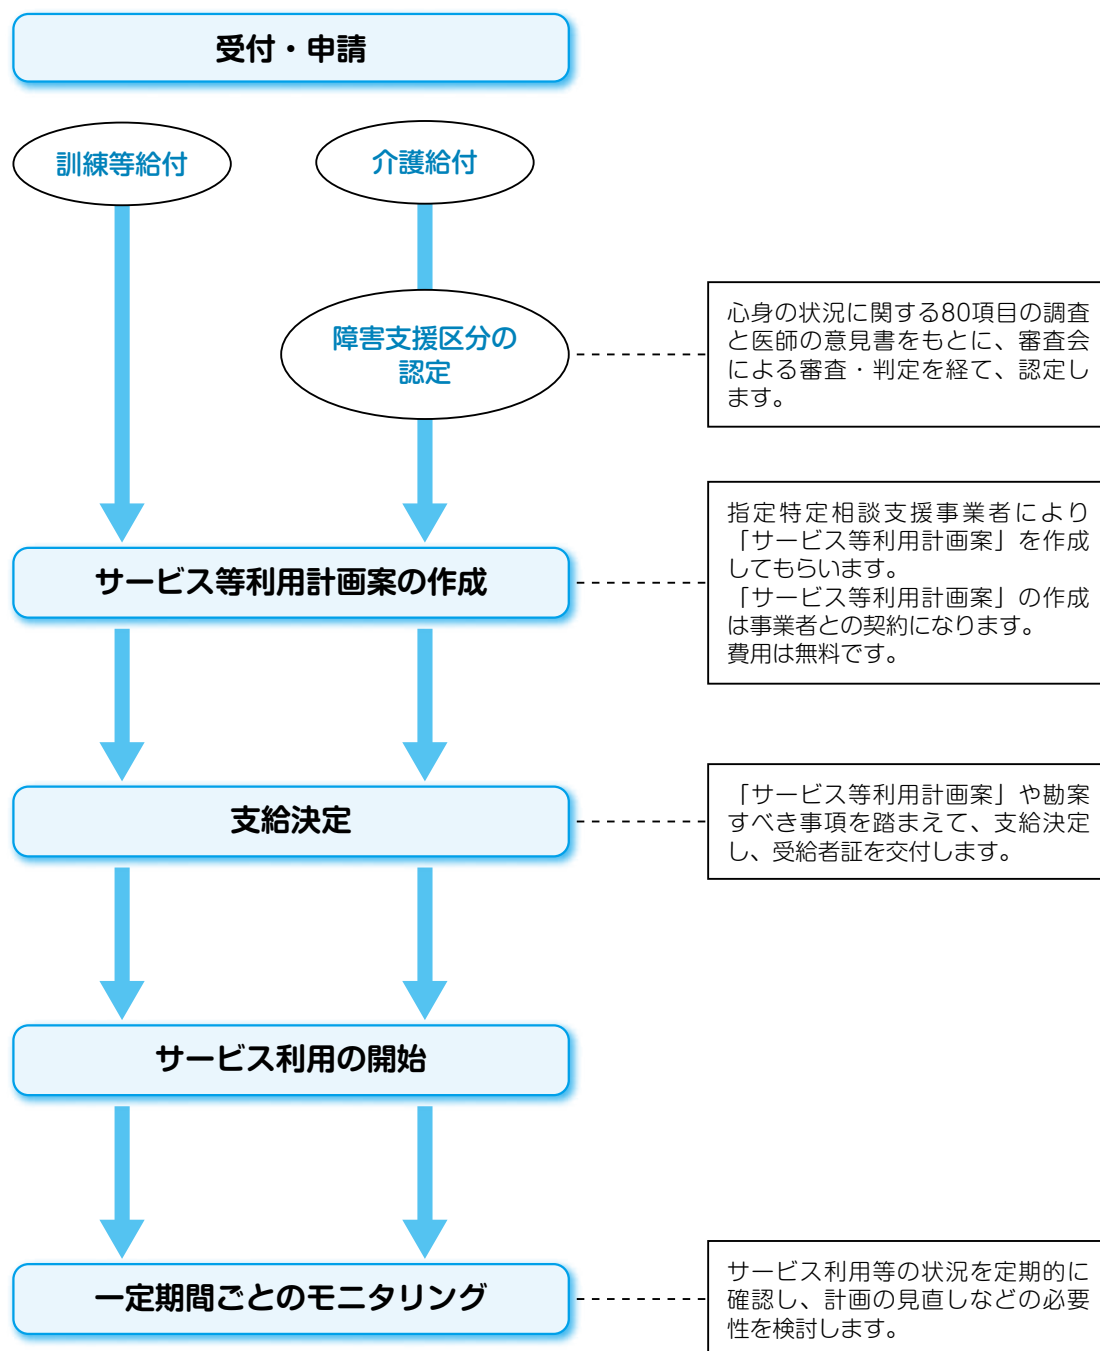 受付・申請
訓練等給付
介護給付
障害支援区分の
認定
心身の状況に関する80項目の調査
と医師の意見書をもとに、審査会
による審査・判定を経て、認定し
ます。
サービス等利用計画案の作成
指定特定相談支援事業者により
「サービス等利用計画案」を作成
してもらいます。
「サービス等利用計画案」の作成
は事業者との契約になります。
費用は無料です。
支給決定
「サービス等利用計画案」や勘案
すべき事項を踏まえて、支給決定
し、受給者証を交付します。
サービス利用の開始
一定期間ごとのモニタリング
サービス利用等の状況を定期的に
確認し、計画の見直しなどの必要
性を検討します。